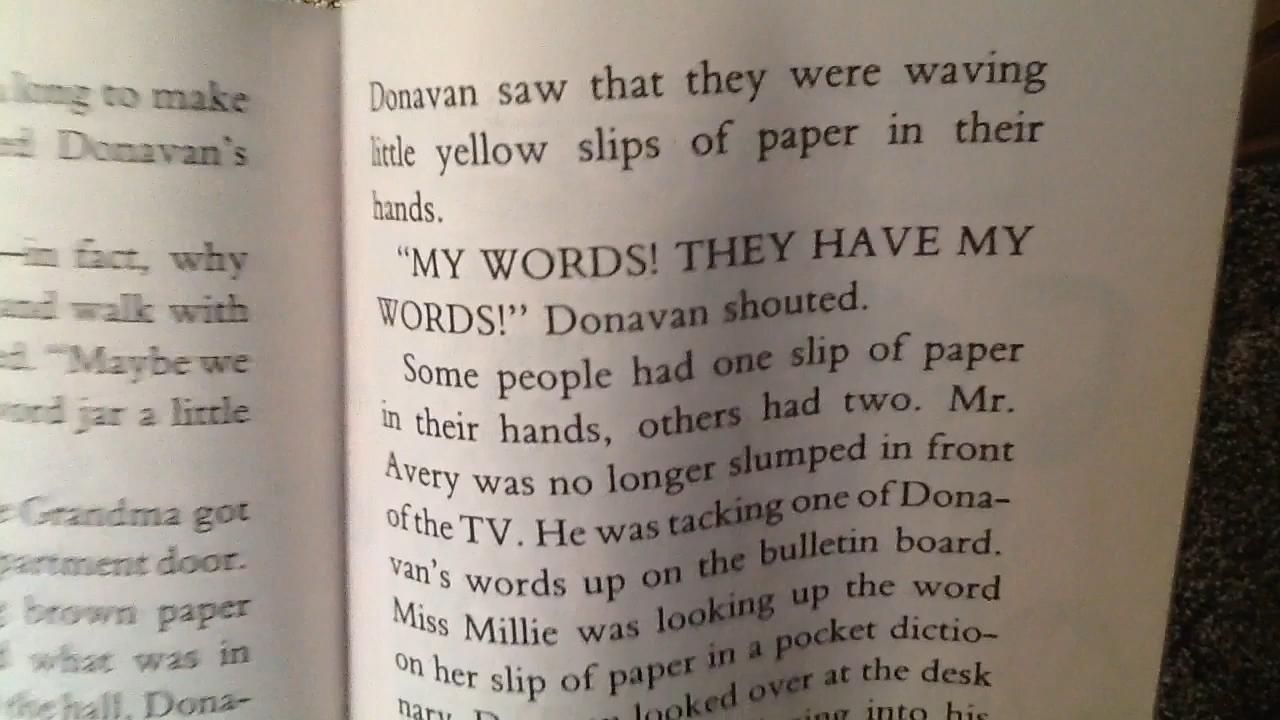 to make
Donavan's
in fact, why
and walk with
"Maybe we
jar a little
Grandma got
door.
brown paper
what was in
the hall. Dona-
Donavan saw that they were waving
little yellow slips of paper in their
hands.
"MY WORDS! THEY HAVE MY
WORDS!" Donavan shouted.
Some people had one slip of paper
in their hands, others had two. Mr.
Avery was no longer slumped in front
of the TV. He was tacking one of Dona-
van's words up on the bulletin board.
Miss Millie was looking up the word
on her slip of paper in a pocket dictio-
nary. looked over at the desk
into his